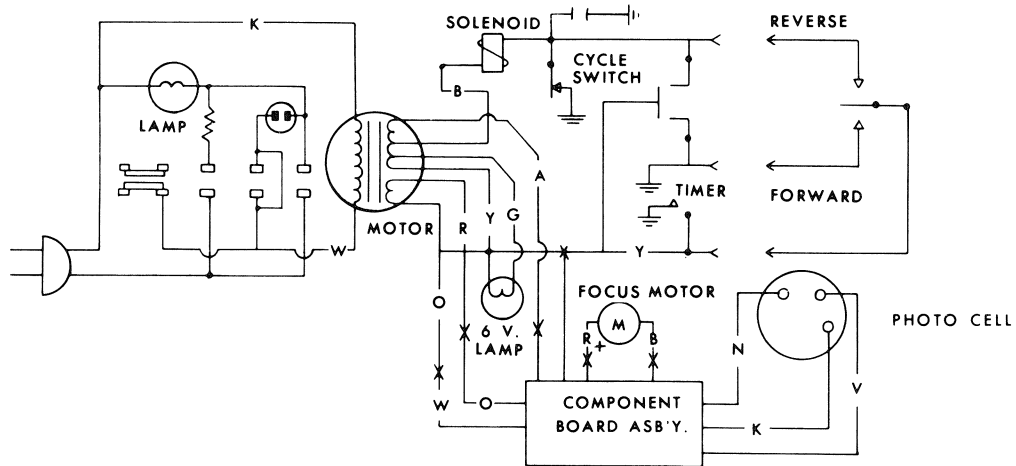 K
SOLENOID
REVERSE
CYCLE
SWITCH
B
LAMP
A
TIMER
FORWARD
MOTOR
R
Y
G
W
Y
O
6 V.
LAMP
FOCUS MOTOR
M
R
+
B
PHOTO CELL
N
V
W
O
COMPONENT
BOARD ASB'Y.
K